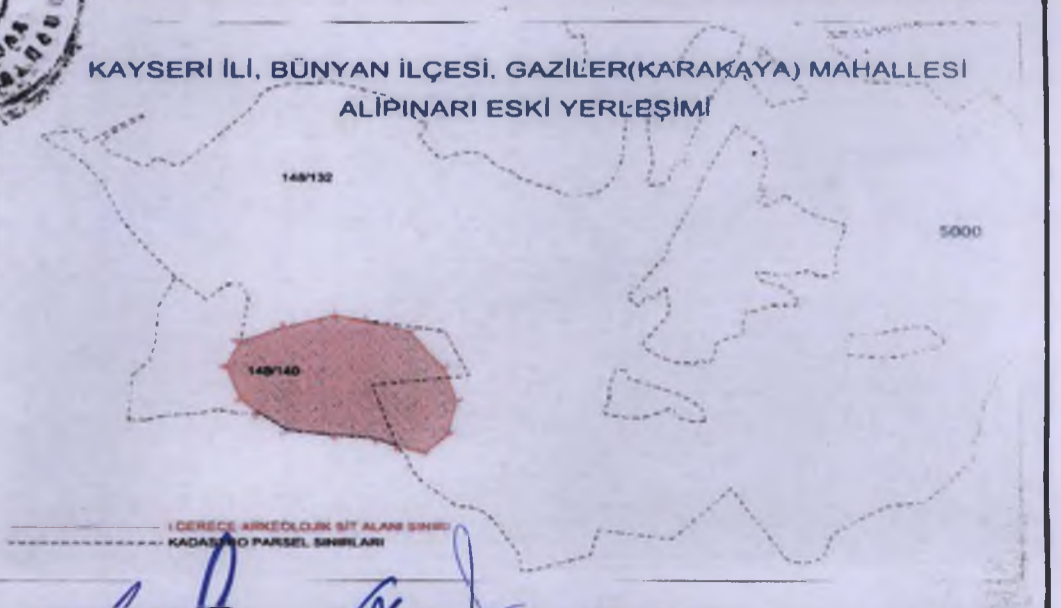 KAYSERİ İLİ, BÜNYAN İLÇESİ, GAZİLER(KARAKAYA) MAHALLESİ
ALİPINARI ESKİ YERLEŞİMİ
148/132
5000
148/140
I DERECE ARKEOLOJİK SİT ALANI SINIRI
KADASTRO PARSEL SINIRLARI